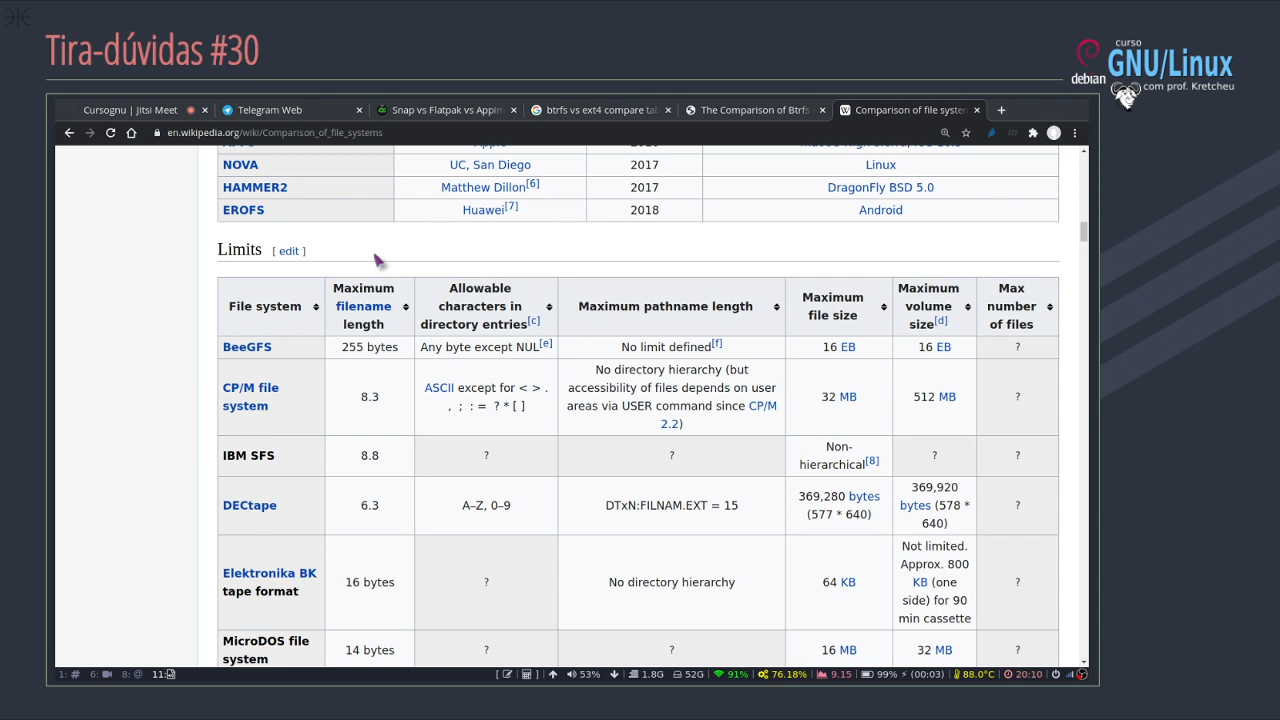 Tira-dúvidas #30
curso
GNU/Linux
debian
com prof. Kretcheu
Cursognu | Jitsi Meet
Telegram Web
Snap vs Flatpak vs AppIm
btrfs vs ext4 compare tab
The Comparison of Btrfs
Comparison of file system
en.wikipedia.org/wiki/Comparison_of_file_systems
NOVA UC, San Diego 2017 Linux
HAMMER2 Matthew Dillon[6] 2017 DragonFly BSD 5.0
EROFS Huawei[7] 2018 Android
Limits [ edit ]
File system
Maximum
filename
length
Allowable
characters in
directory entries[c]
Maximum pathname length
Maximum
file size
Maximum
volume
size[d]
Max
number
of files
BeeGFS 255 bytes Any byte except NUL[e] No limit defined[f] 16 EB 16 EB ?
CP/M file
system
8.3
ASCII except for < > .
, ; : = ? * [ ]
No directory hierarchy (but
accessibility of files depends on user
areas via USER command since CP/M
2.2)
32 MB
512 MB
?
IBM SFS 8.8 ? ?
Non-
hierarchical[8]
? ?
DECtape 6.3 A–Z, 0–9 DTxN:FILNAM.EXT = 15
369,280 bytes
(577 * 640)
369,920
bytes (578 *
640)
?
Elektronika BK
tape format
16 bytes
?
No directory hierarchy
64 KB
Not limited.
Approx. 800
KB (one
side) for 90
min cassette
?
MicroDOS file
system
14 bytes ? ? 16 MB 32 MB ?
1: # 6: 8: @ 11: [ ] 53% 1.8G 52G 91% 76.18% 9.15 99% (00:03) 88.0°C 20:10